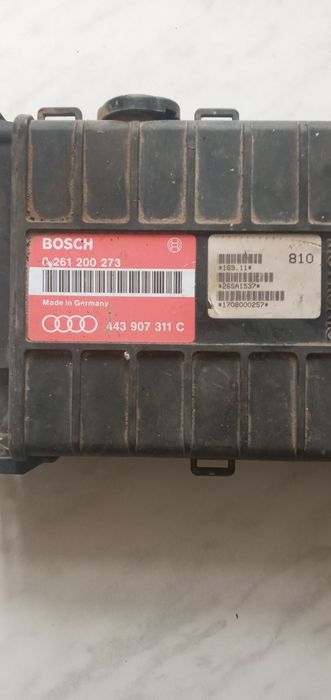 BOSCH
0 261 200 273
Made in Germany
443 907 311 C
810
*169.11*
*26SA1537*
*1708000257*